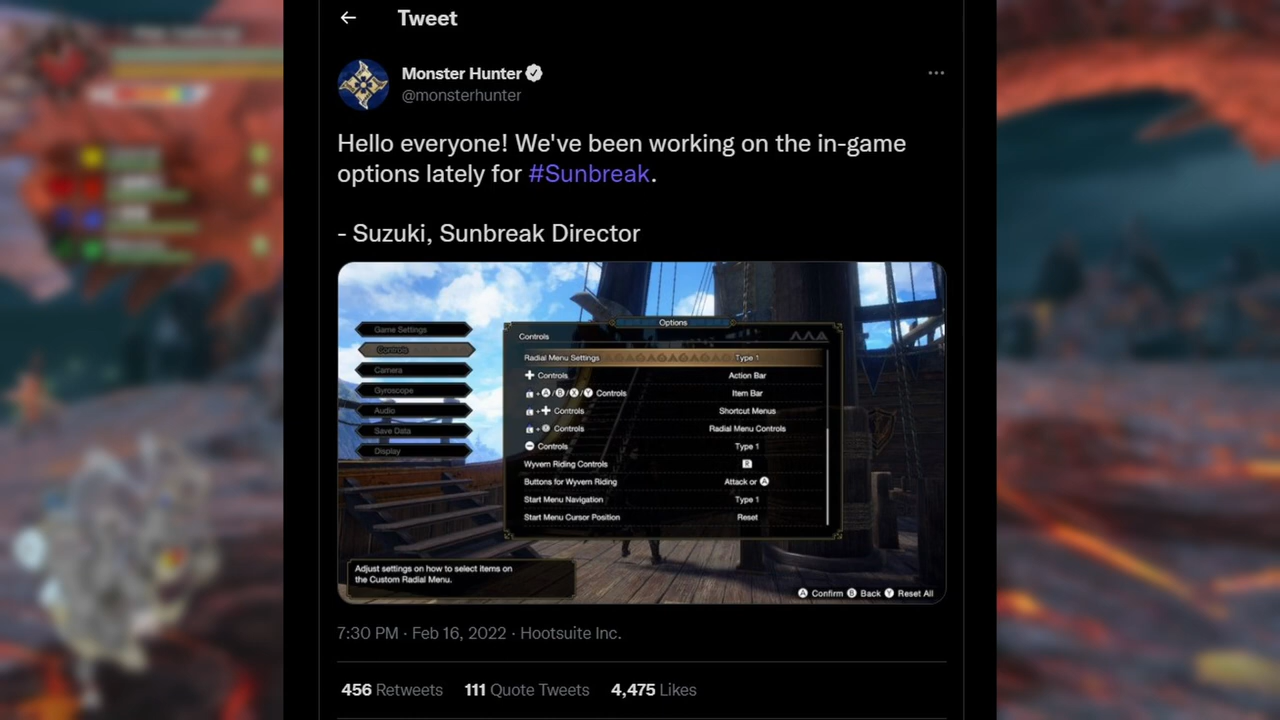 Tweet
Monster Hunter
@monsterhunter
Hello everyone! We've been working on the in-game
options lately for #Sunbreak.
- Suzuki, Sunbreak Director
Options
Game Settings
Controls
Camera
Gyroscope
Audio
Save Data
Display
Controls
Radial Menu Settings Type 1
Controls Action Bar
+ A / B / X / Y Controls Item Bar
+ Controls Shortcut Menus
+ Controls Radial Menu Controls
Controls Type 1
Wyvern Riding Controls R
Buttons for Wyvern Riding Attack or A
Start Menu Navigation Type 1
Start Menu Cursor Position Reset
Adjust settings on how to select items on
the Custom Radial Menu.
A Confirm B Back Y Reset All
7:30 PM · Feb 16, 2022 · Hootsuite Inc.
456 Retweets 111 Quote Tweets 4,475 Likes